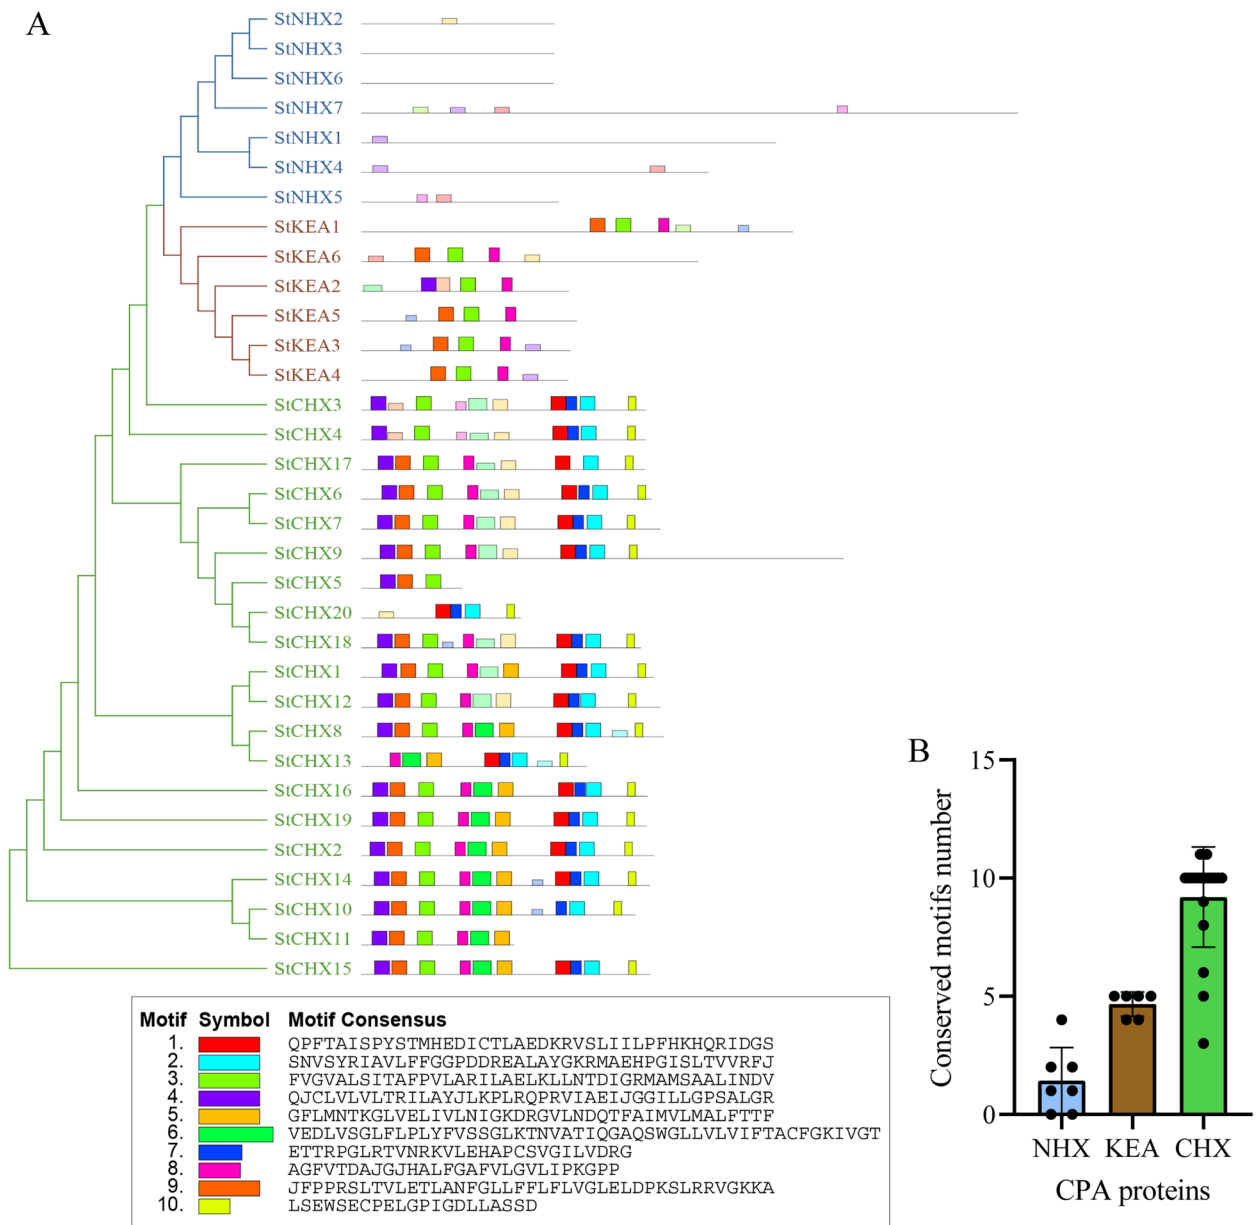 A
StNHX2
StNHX3
StNHX6
StNHX7
StNHX1
StNHX4
StNHX5
StKEA1
StKEA6
StKEA2
StKEA5
StKEA3
StKEA4
StCHX3
StCHX4
StCHX17
StCHX6
StCHX7
StCHX9
StCHX5
StCHX20
StCHX18
StCHX1
StCHX12
StCHX8
StCHX13
StCHX16
StCHX19
StCHX2
StCHX14
StCHX10
StCHX11
StCHX15
Motif Symbol Motif Consensus
1. QPFTAISPYSTMHEDICTLAEDKRVSLIILPFHKHQRIDGS
2. SNVSYRIAVLFFGGPDDREALAYGKRMAEHPGISLTVVRFJ
3. FVGVALSITAFPVLARILAELKLLNTDIGRMAMSAALINDV
4. QJCLVLVLTRILAYJLKPLRQPRVIAEIJGGILLGPSALGR
5. GFLMNTKGLVELIVLNIGKDRGVLNDQTFAIMVLMALFTTF
6. VEDLVSGLFLPLYFVSSGLKTNVATIQGAQSWGLLVLVIFTACFGKIVGT
7. ETTRPGLRTVNRKVLEHAPCSVGILVDRG
8. AGFVTDAJGJHALFGAFVLGVLIPKGPP
9. JFPPRSLTVLETLANFGLLFFLFLVGLELDPKSLRRVGKKA
10. LSEWSECPELGPIGDLLASSD
B
Conserved motifs number
15
10
5
0
NHX KEA CHX
CPA proteins